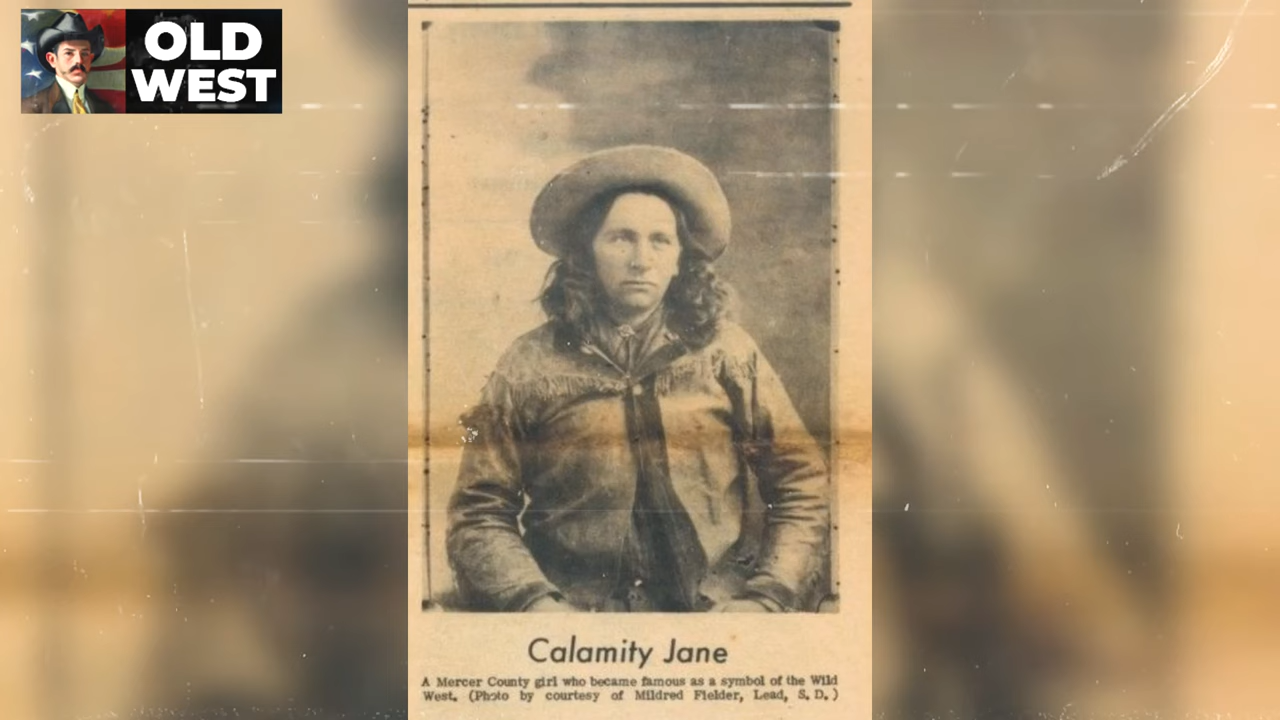 OLD
WEST
Calamity Jane
A Mercer County girl who became famous as a symbol of the Wild
West. (Photo by courtesy of Mildred Fielder, Lead, S. D.)